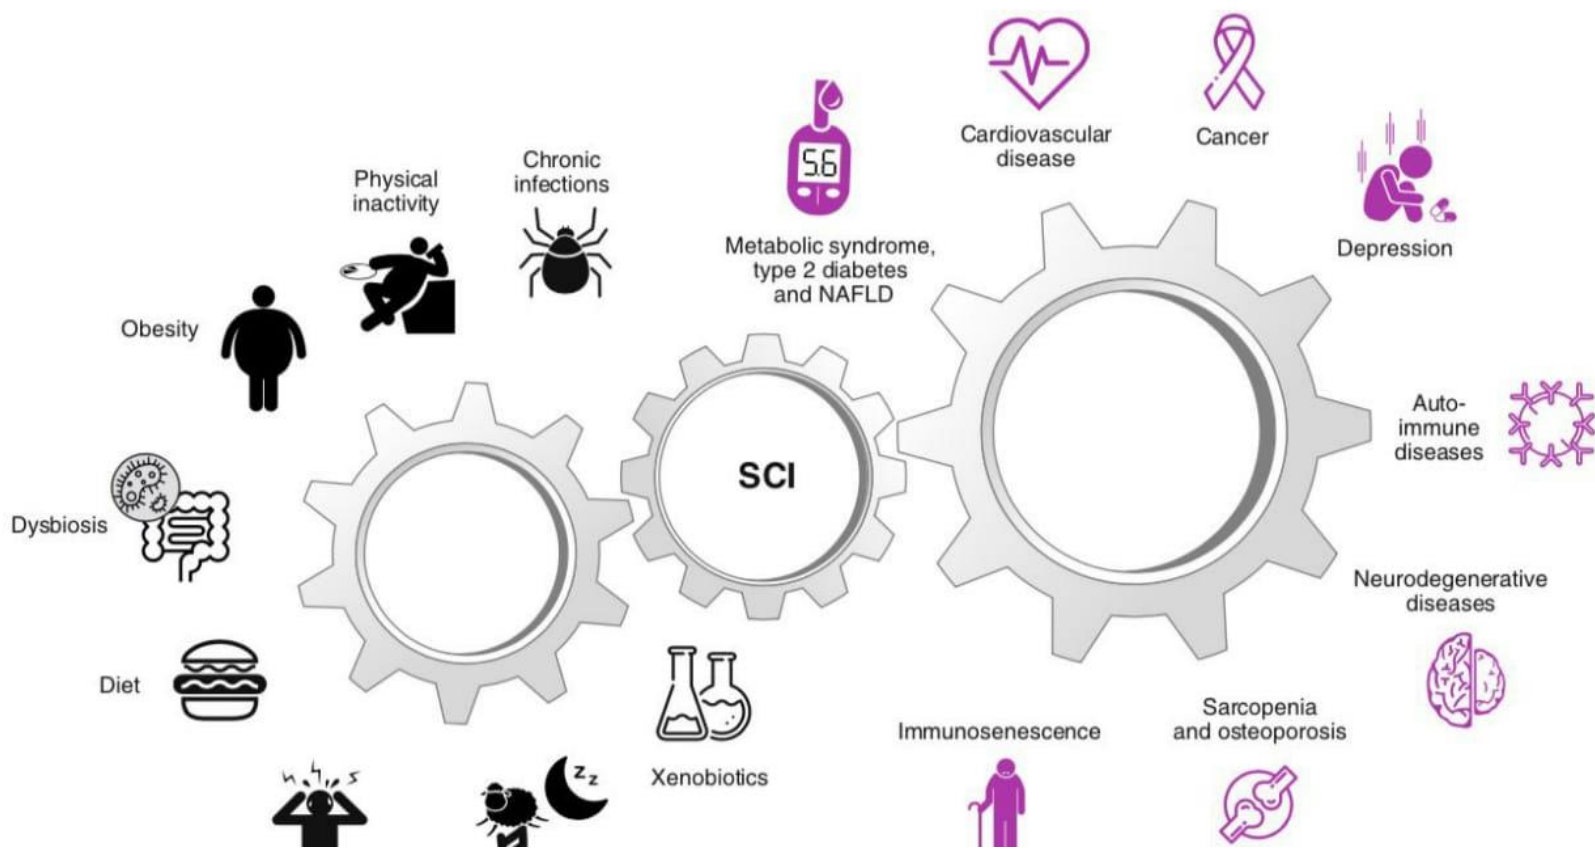 Cardiovascular
disease
Cancer
Chronic
infections
Physical
inactivity
5.6
Metabolic syndrome,
type 2 diabetes
and NAFLD
Depression
Obesity
Auto-
immune
diseases
SCI
Dysbiosis
Neurodegenerative
diseases
Diet
Sarcopenia
and osteoporosis
Immunosenescence
Xenobiotics
z z